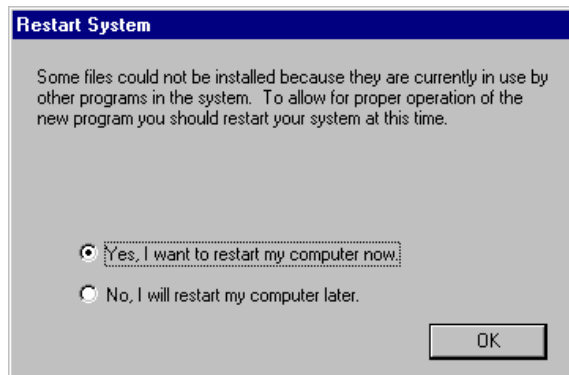 Restart System
Some files could not be installed because they are currently in use by
other programs in the system.  To allow for proper operation of the
new program you should restart your system at this time.
Yes, I want to restart my computer now.
No, I will restart my computer later.
OK